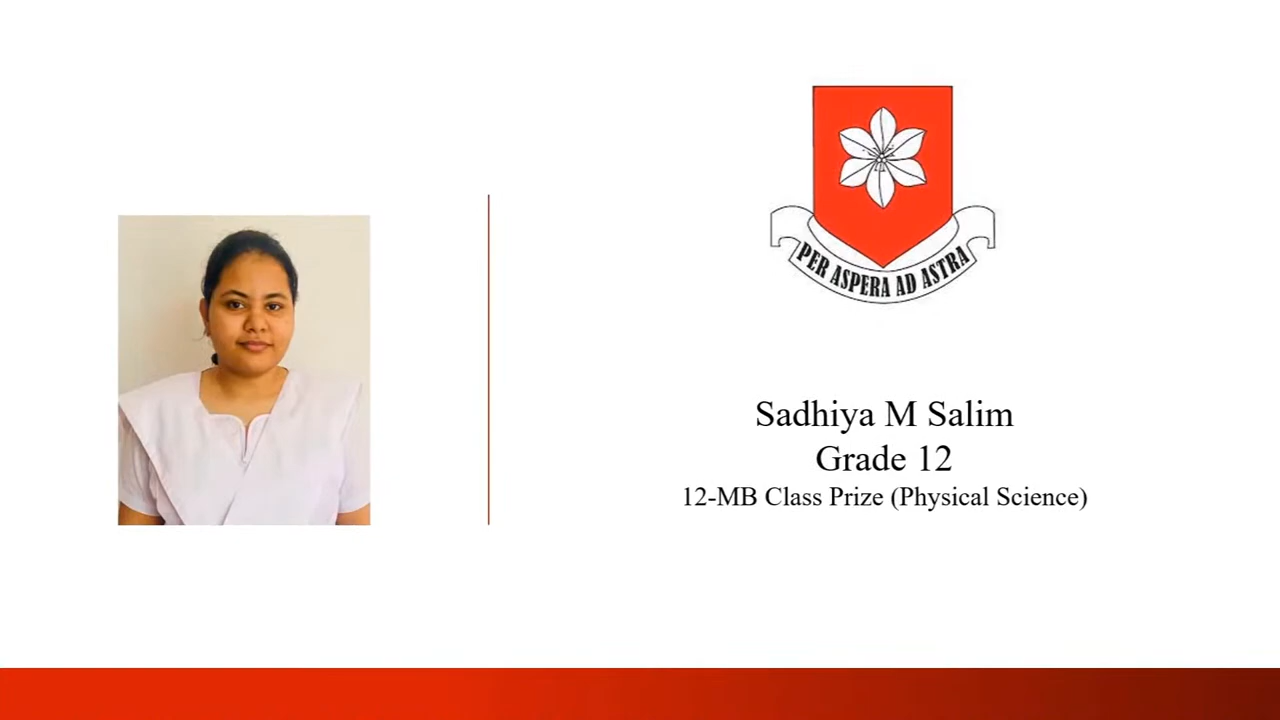 PER ASPERA AD ASTRA
Sadhiya M Salim
Grade 12
12-MB Class Prize (Physical Science)